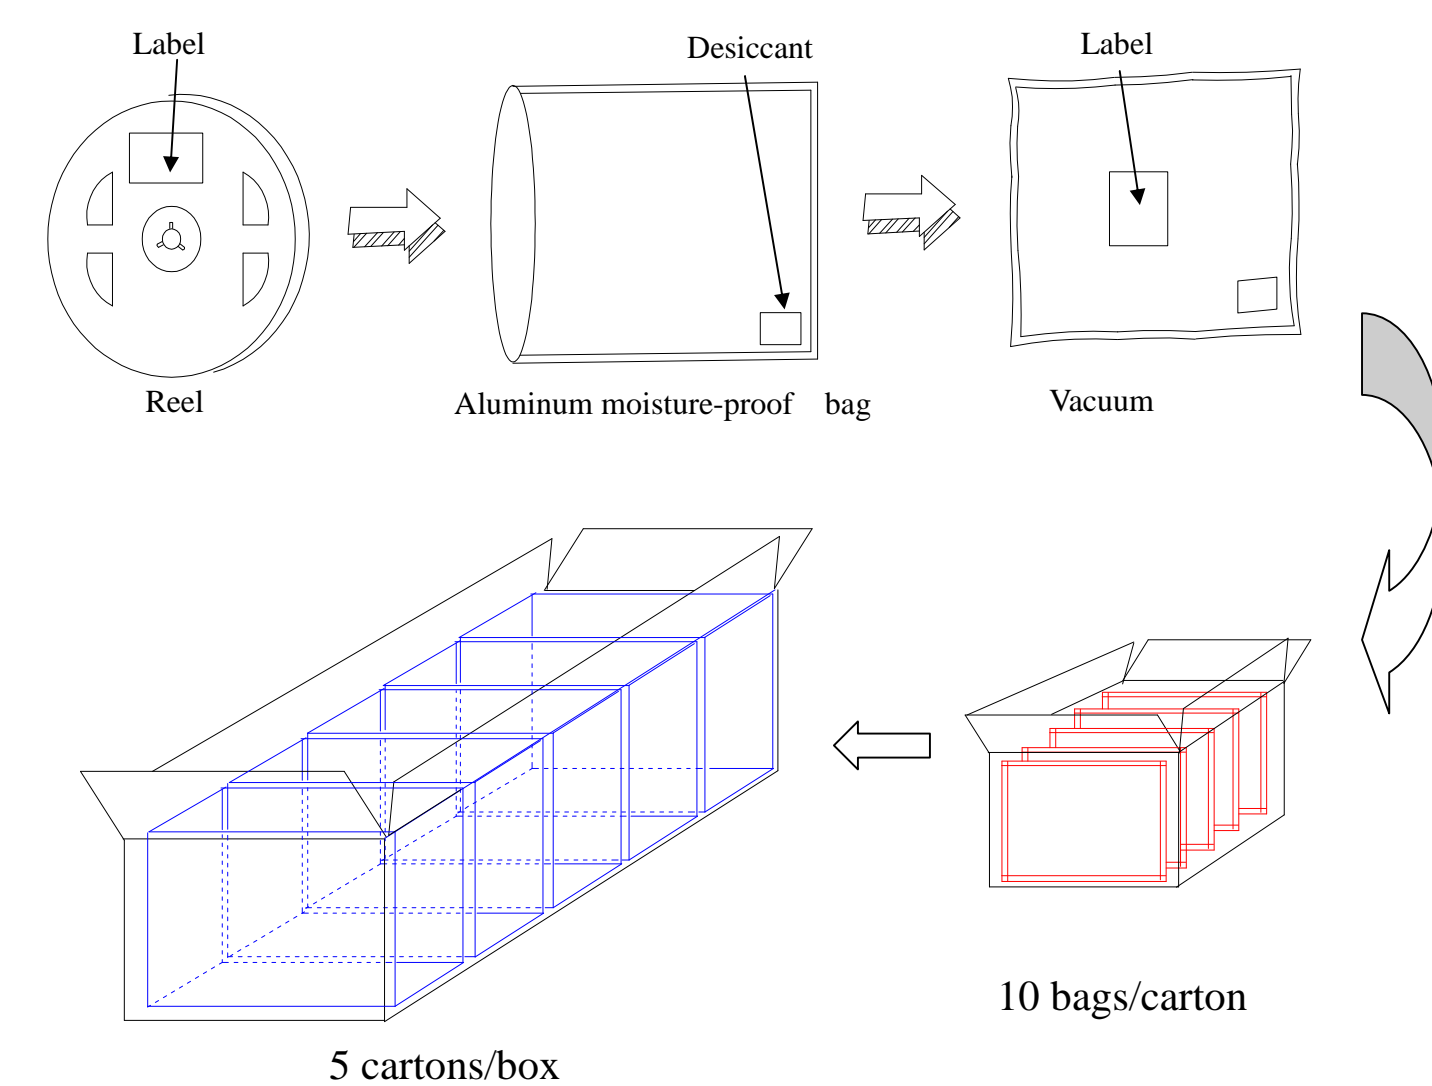 Label
Desiccant
Label
Reel
Aluminum moisture-proof bag
Vacuum
10 bags/carton
5 cartons/box